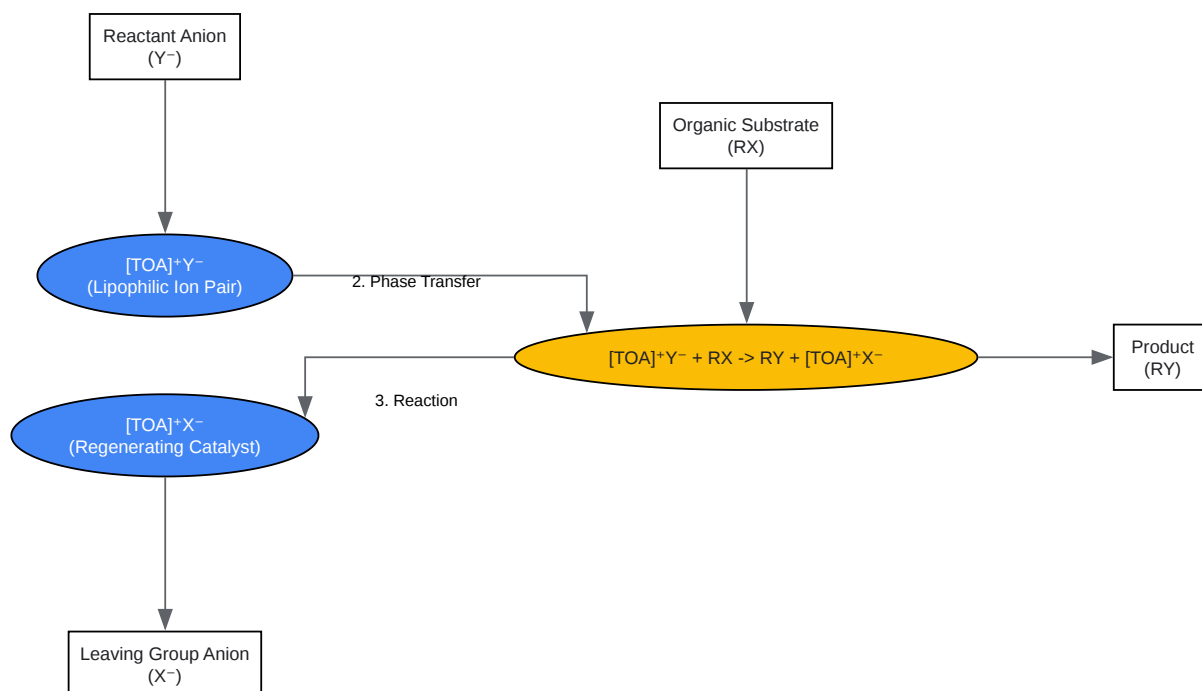 Reactant Anion
(Y⁻)
Organic Substrate
(RX)
[TOA]⁺Y⁻
(Lipophilic Ion Pair)
2. Phase Transfer
[TOA]⁺Y⁻ + RX -> RY + [TOA]⁺X⁻
Product
(RY)
3. Reaction
[TOA]⁺X⁻
(Regenerating Catalyst)
Leaving Group Anion
(X⁻)